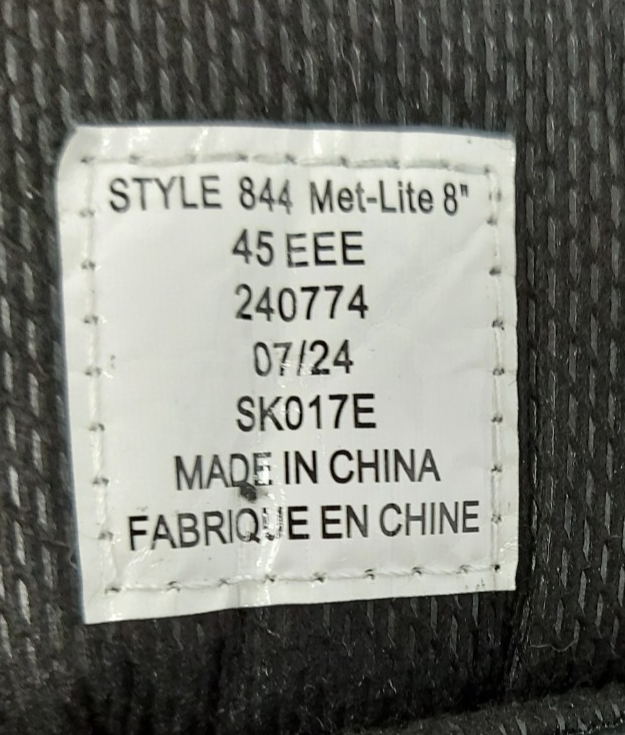 STYLE 844 Met-Lite 8"
45 EEE
240774
07/24
SK017E
MADE IN CHINA
FABRIQUE EN CHINE